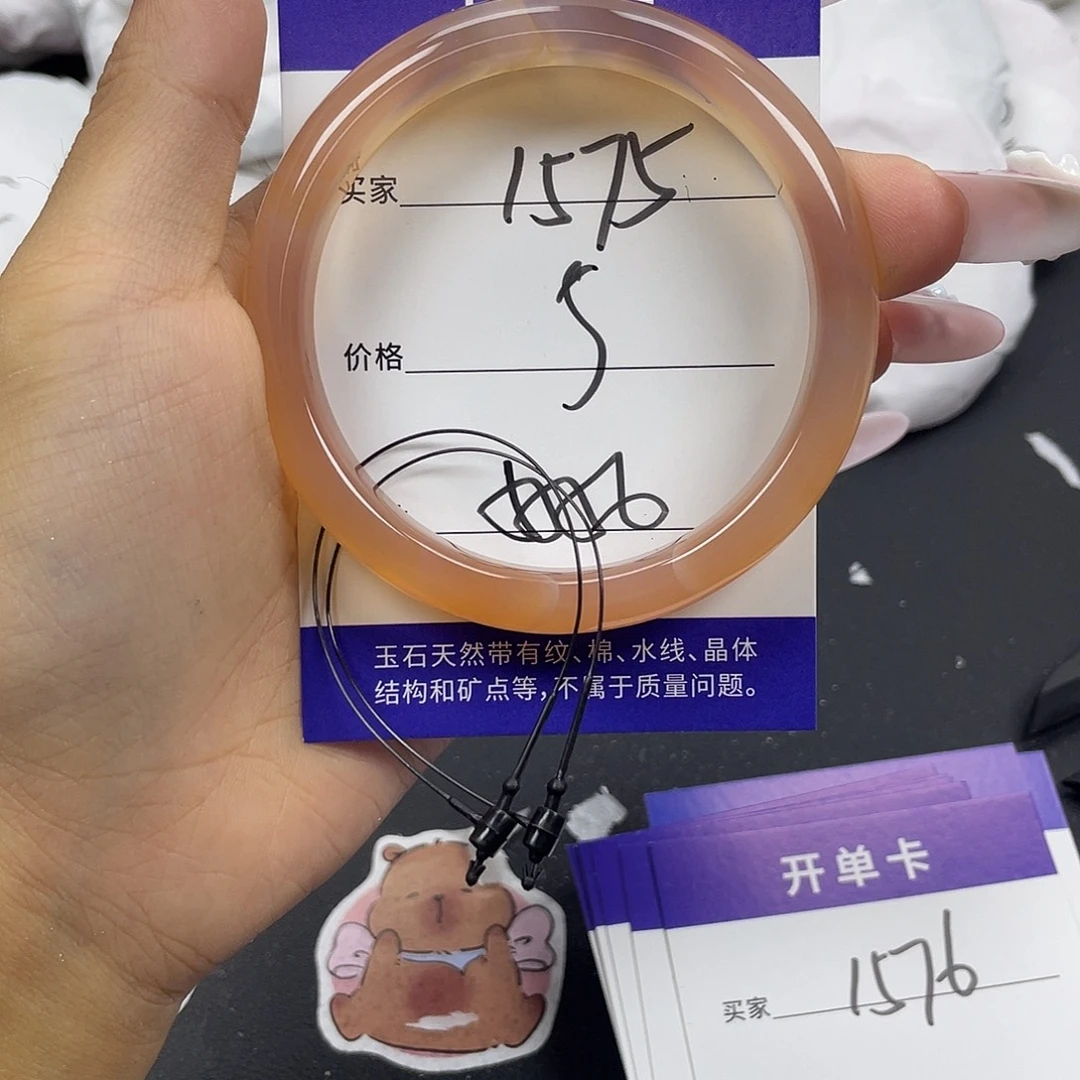 买家 1575
价格 5
玉石天然带有纹、棉、水线、晶体
结构和矿点等，不属于质量问题。
开单卡
买家 1576